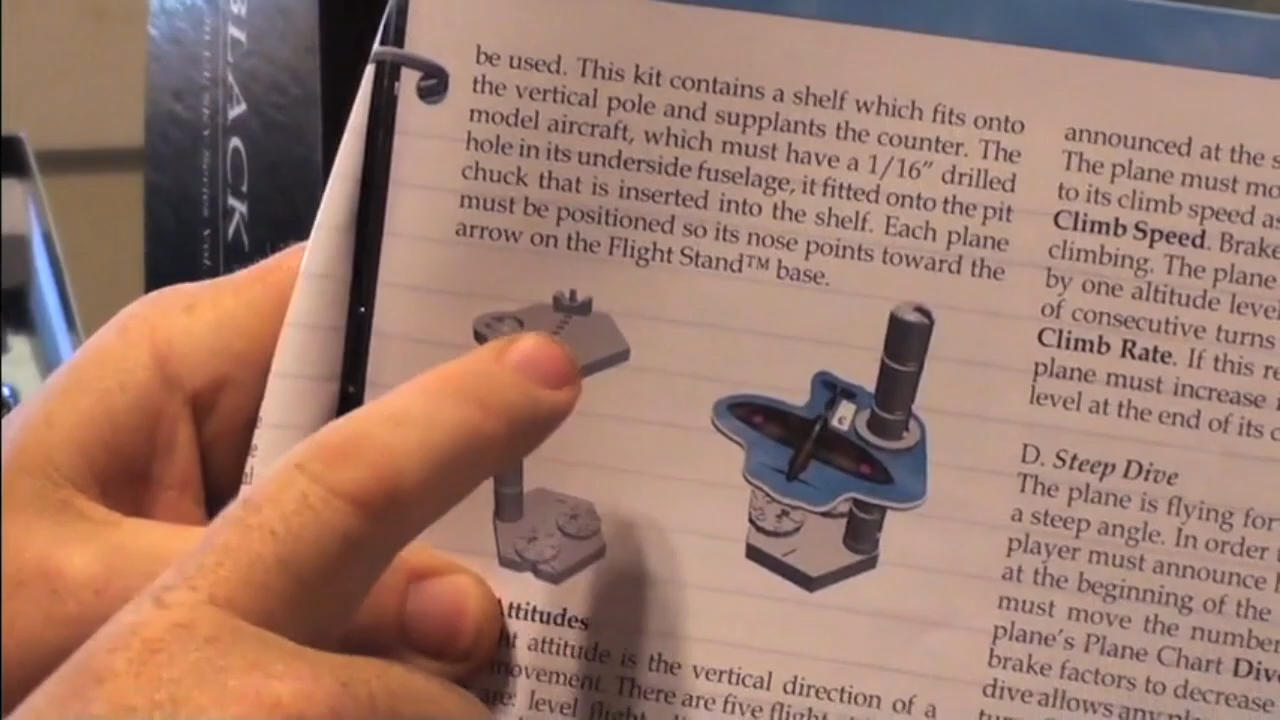 BLACK
be used. This kit contains a shelf which fits onto
the vertical pole and supplants the counter. The
model aircraft, which must have a 1/16" drilled
hole in its underside fuselage, it fitted onto the pit
chuck that is inserted into the shelf. Each plane
must be positioned so its nose points toward the
arrow on the Flight Stand™ base.
Attitudes
attitude is the vertical direction of a
movement. There are five flight
are: level flight.
announced at the s
The plane must mo
to its climb speed as
Climb Speed. Brake
climbing. The plane
by one altitude level
of consecutive turns
Climb Rate. If this re
plane must increase
level at the end of its c
D. Steep Dive
The plane is flying for
a steep angle. In order
player must announce
at the beginning of the
must move the number
plane's Plane Chart Dive
brake factors to decrease
dive allows any